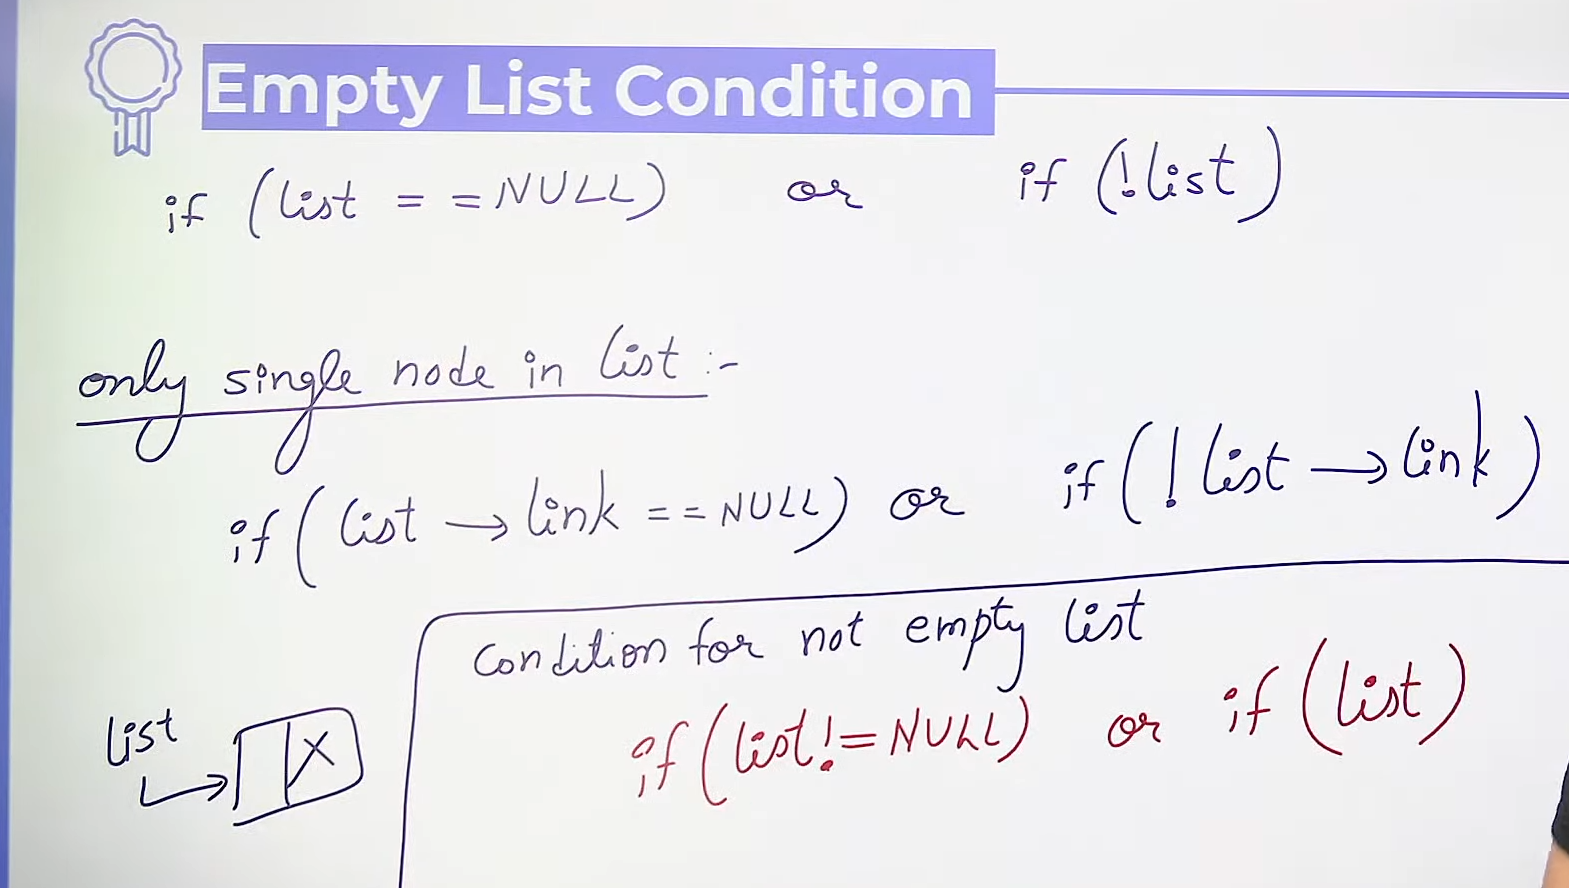 Empty List Condition
if (list = = NULL) or if (!list)
only single node in list :-
if (list → link == NULL) or if (! list → link)
Condition for not empty list
if (list != NULL) or if (list)
list